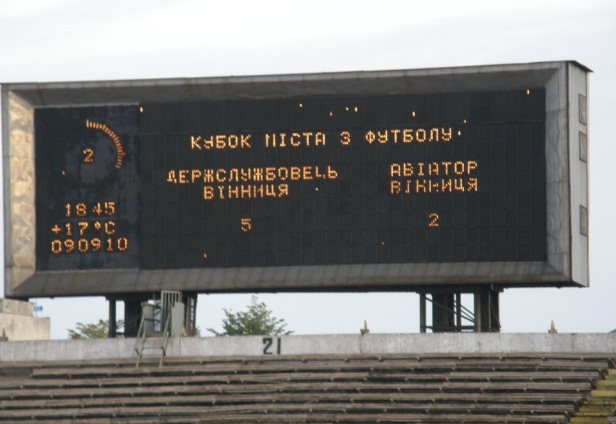 КУБОК МІСТА З ФУТБОЛУ
ДЕРЖСЛУЖБОВЕЦЬ
ВІННИЦЯ
5
АВІАТОР
ВІННИЦЯ
2
2
18 45
+17°C
090910
21